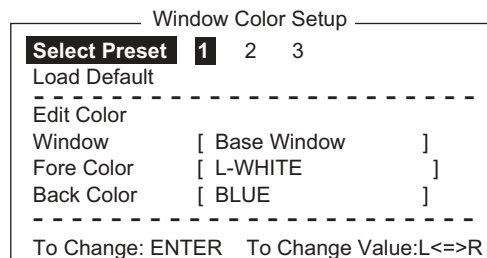 Window Color Setup
Select Preset 1 2 3
Load Default
Edit Color
Window [ Base Window ]
Fore Color [ L-WHITE ]
Back Color [ BLUE ]
To Change: ENTER To Change Value:L<=>R